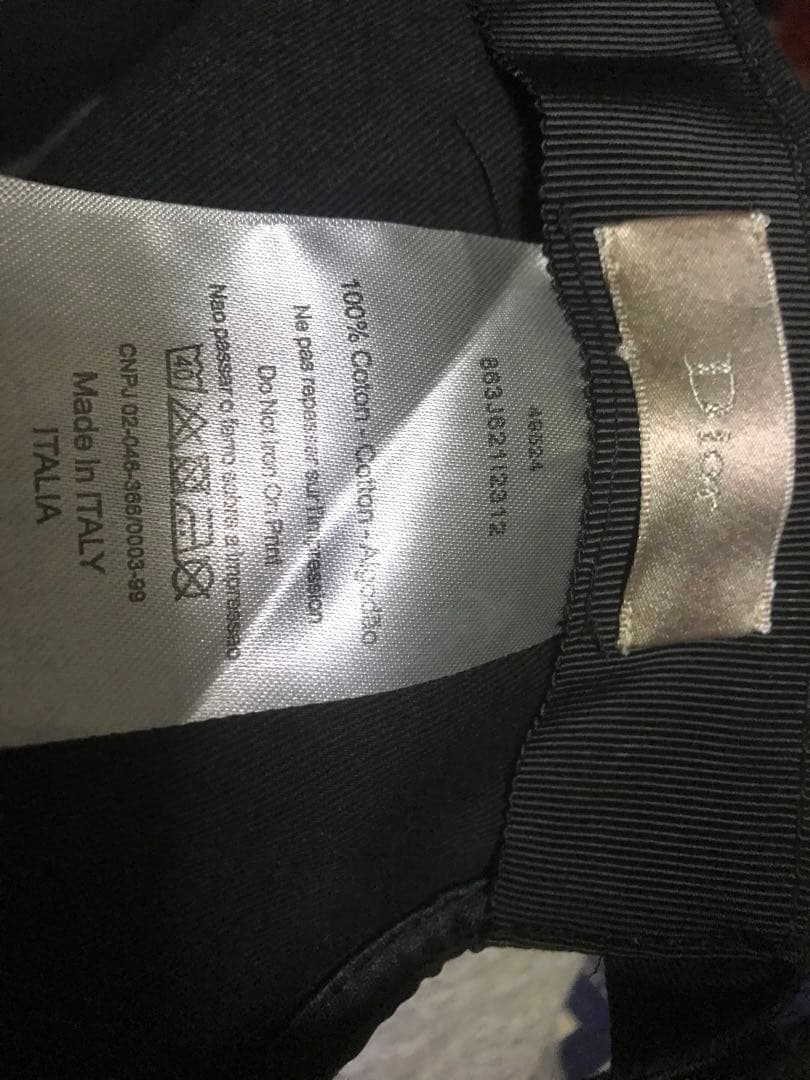 Dior
49524
863J621I2312
100% Coton - Cotton - Algodão
Ne pas repasser sur l'impression
Do Not Iron On Print
Não passar o ferro sobre a impressão
40
CNPJ 02-046-366/0003-99
Made In ITALY
ITALIA